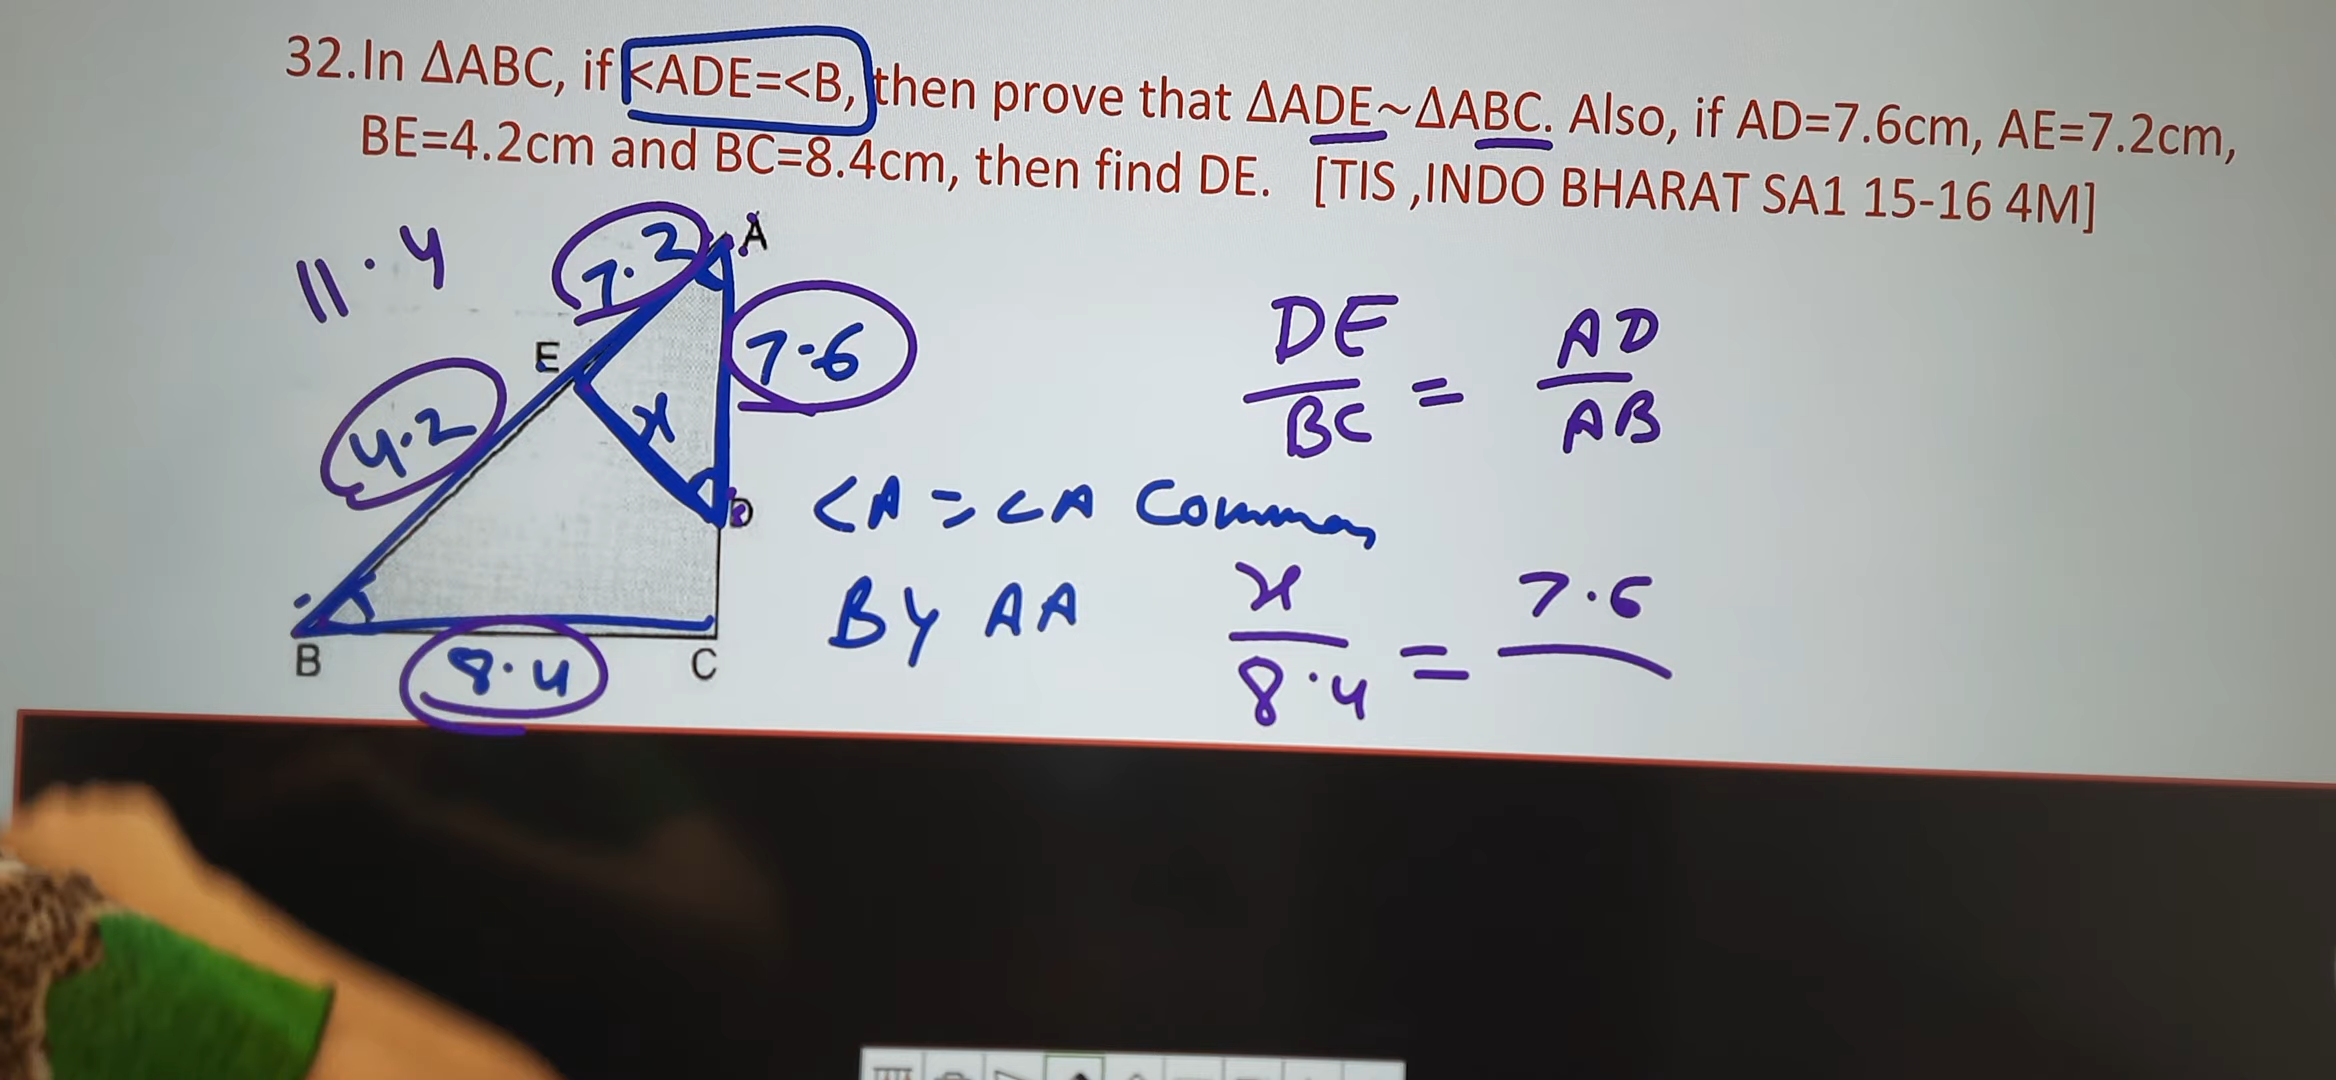 32.In ΔABC, if <ADE=<B, then prove that ΔADE~ΔABC. Also, if AD=7.6cm, AE=7.2cm,
BE=4.2cm and BC=8.4cm, then find DE. [TIS ,INDO BHARAT SA1 15-16 4M]
11.4
7.2
A
7.6
E
4.2
x
D
B
8.4
C
DE/BC = AD/AB
<A = <A Common
BY AA
x/8.4 = 7.6/